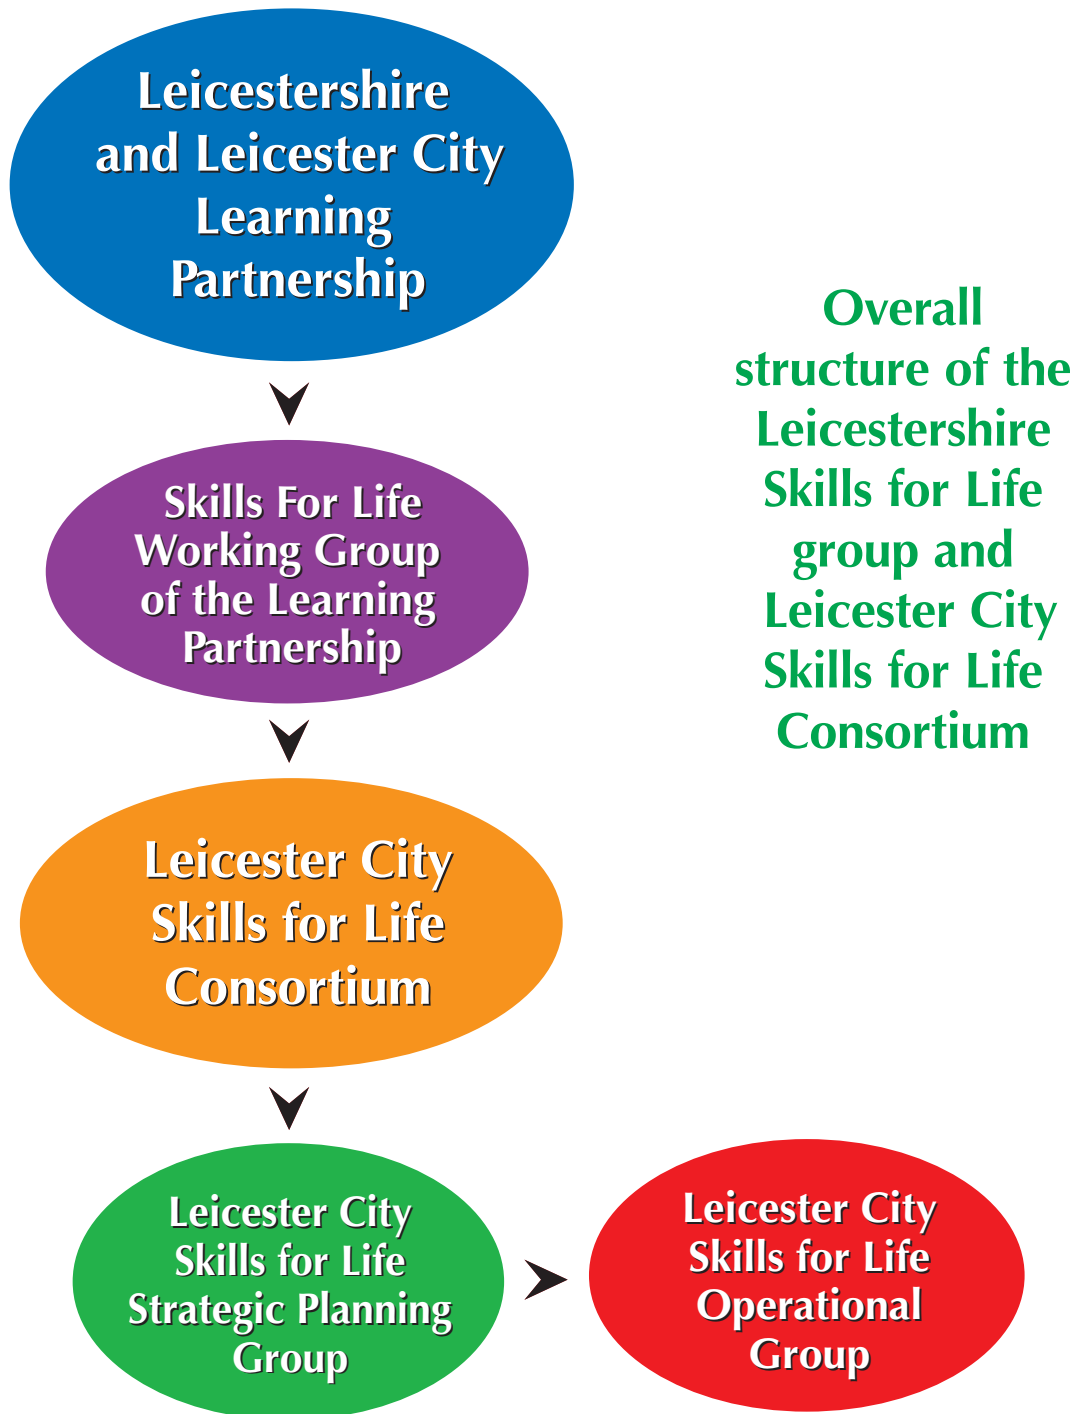 Leicestershire
and Leicester City
Learning
Partnership
Overall
structure of the
Leicestershire
Skills for Life
group and
Leicester City
Skills for Life
Consortium
Skills For Life
Working Group
of the Learning
Partnership
Leicester City
Skills for Life
Consortium
Leicester City
Skills for Life
Strategic Planning
Group
Leicester City
Skills for Life
Operational
Group